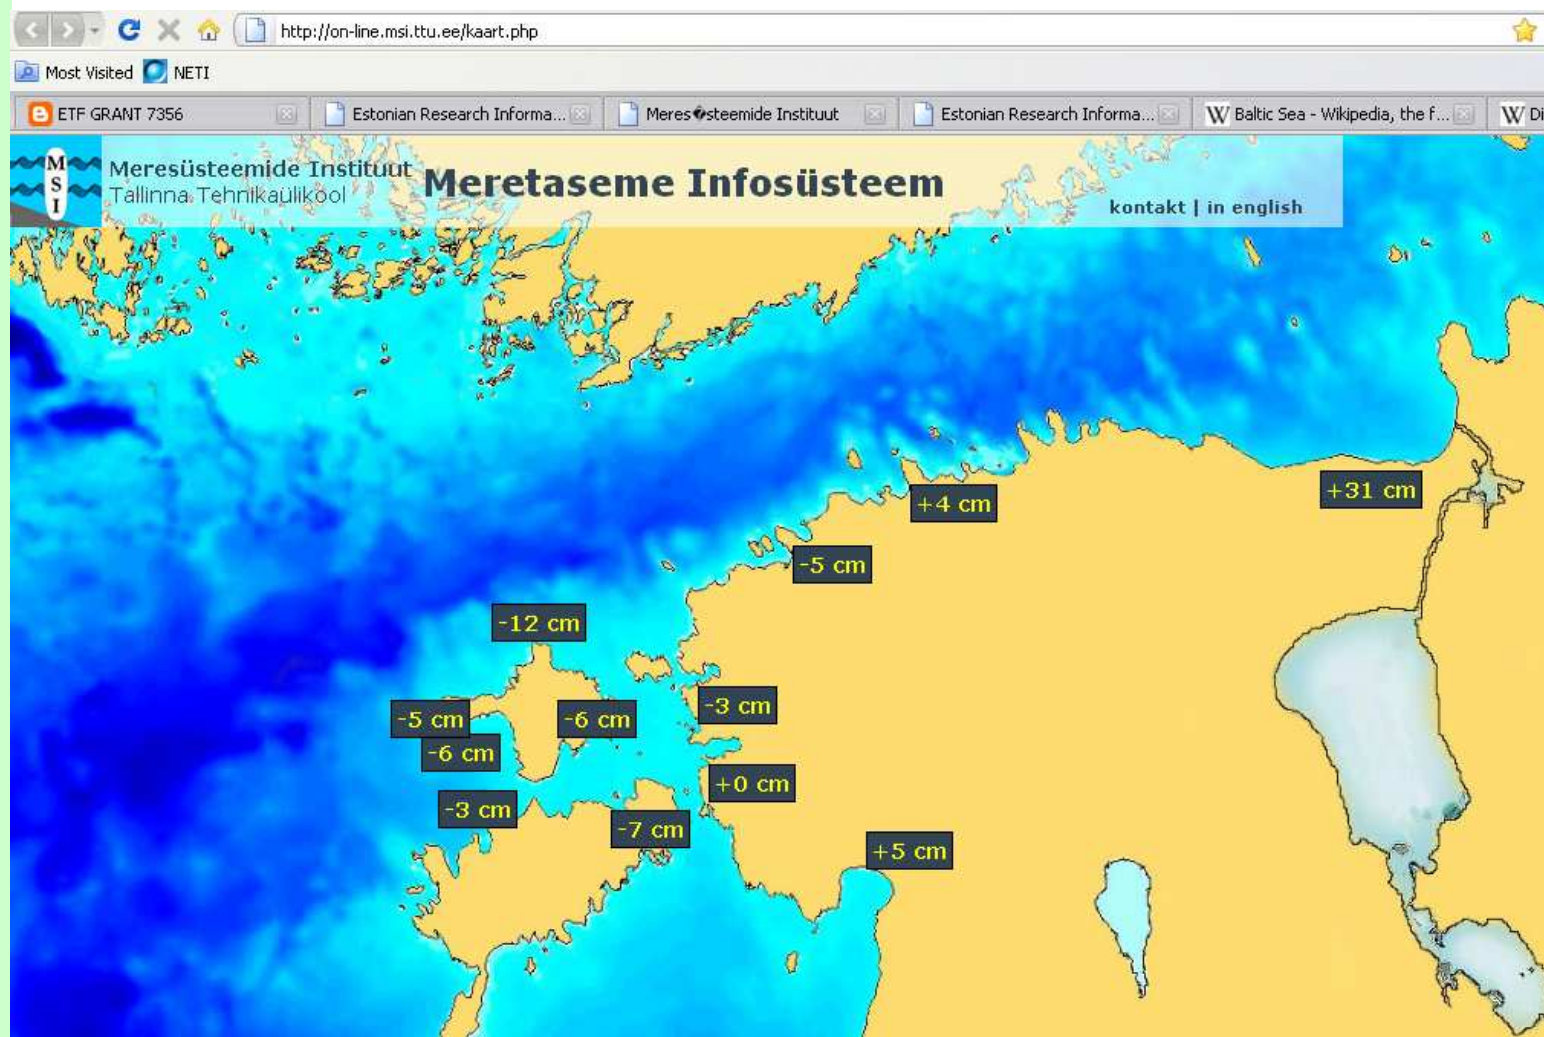 http://on-line.msi.ttu.ee/kaart.php
Most Visited NETI
ETF GRANT 7356 Estonian Research Informa... Meres�steemide Instituut Estonian Research Informa... W Baltic Sea - Wikipedia, the f... W Di
M
S
I
Meresüsteemide Instituut
Tallinna Tehnikaülikool
Meretaseme Infosüsteem
kontakt | in english
+31 cm
+4 cm
-5 cm
-12 cm
-3 cm
-5 cm
-6 cm
-6 cm
+0 cm
-3 cm
-7 cm
+5 cm